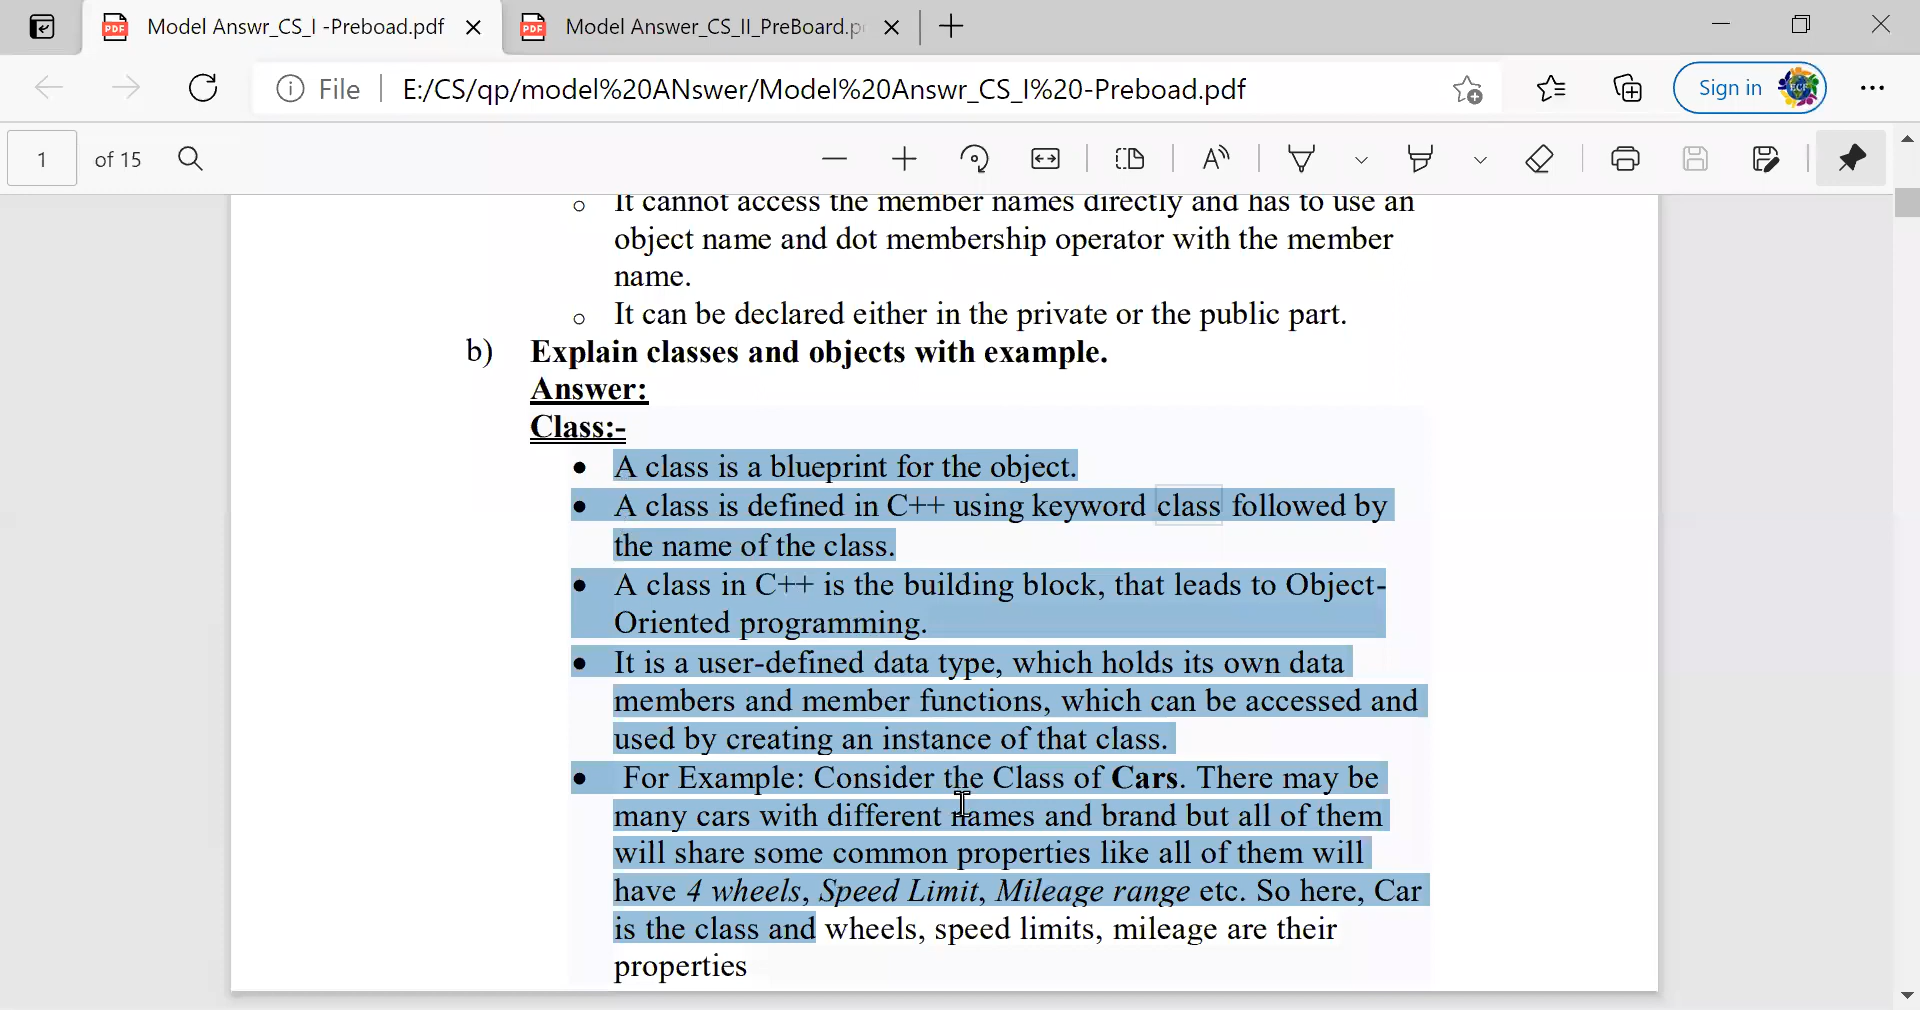 Model Answr_CS_I -Preboad.pdf
Model Answer_CS_II_PreBoard.p
File
E:/CS/qp/model%20ANswer/Model%20Answr_CS_I%20-Preboad.pdf
Sign in
1 of 15
It cannot access the member names directly and has to use an
object name and dot membership operator with the member
name.
It can be declared either in the private or the public part.
b) Explain classes and objects with example.
Answer:
Class:-
A class is a blueprint for the object.
A class is defined in C++ using keyword class followed by
the name of the class.
A class in C++ is the building block, that leads to Object-
Oriented programming.
It is a user-defined data type, which holds its own data
members and member functions, which can be accessed and
used by creating an instance of that class.
For Example: Consider the Class of Cars. There may be
many cars with different names and brand but all of them
will share some common properties like all of them will
have 4 wheels, Speed Limit, Mileage range etc. So here, Car
is the class and wheels, speed limits, mileage are their
properties